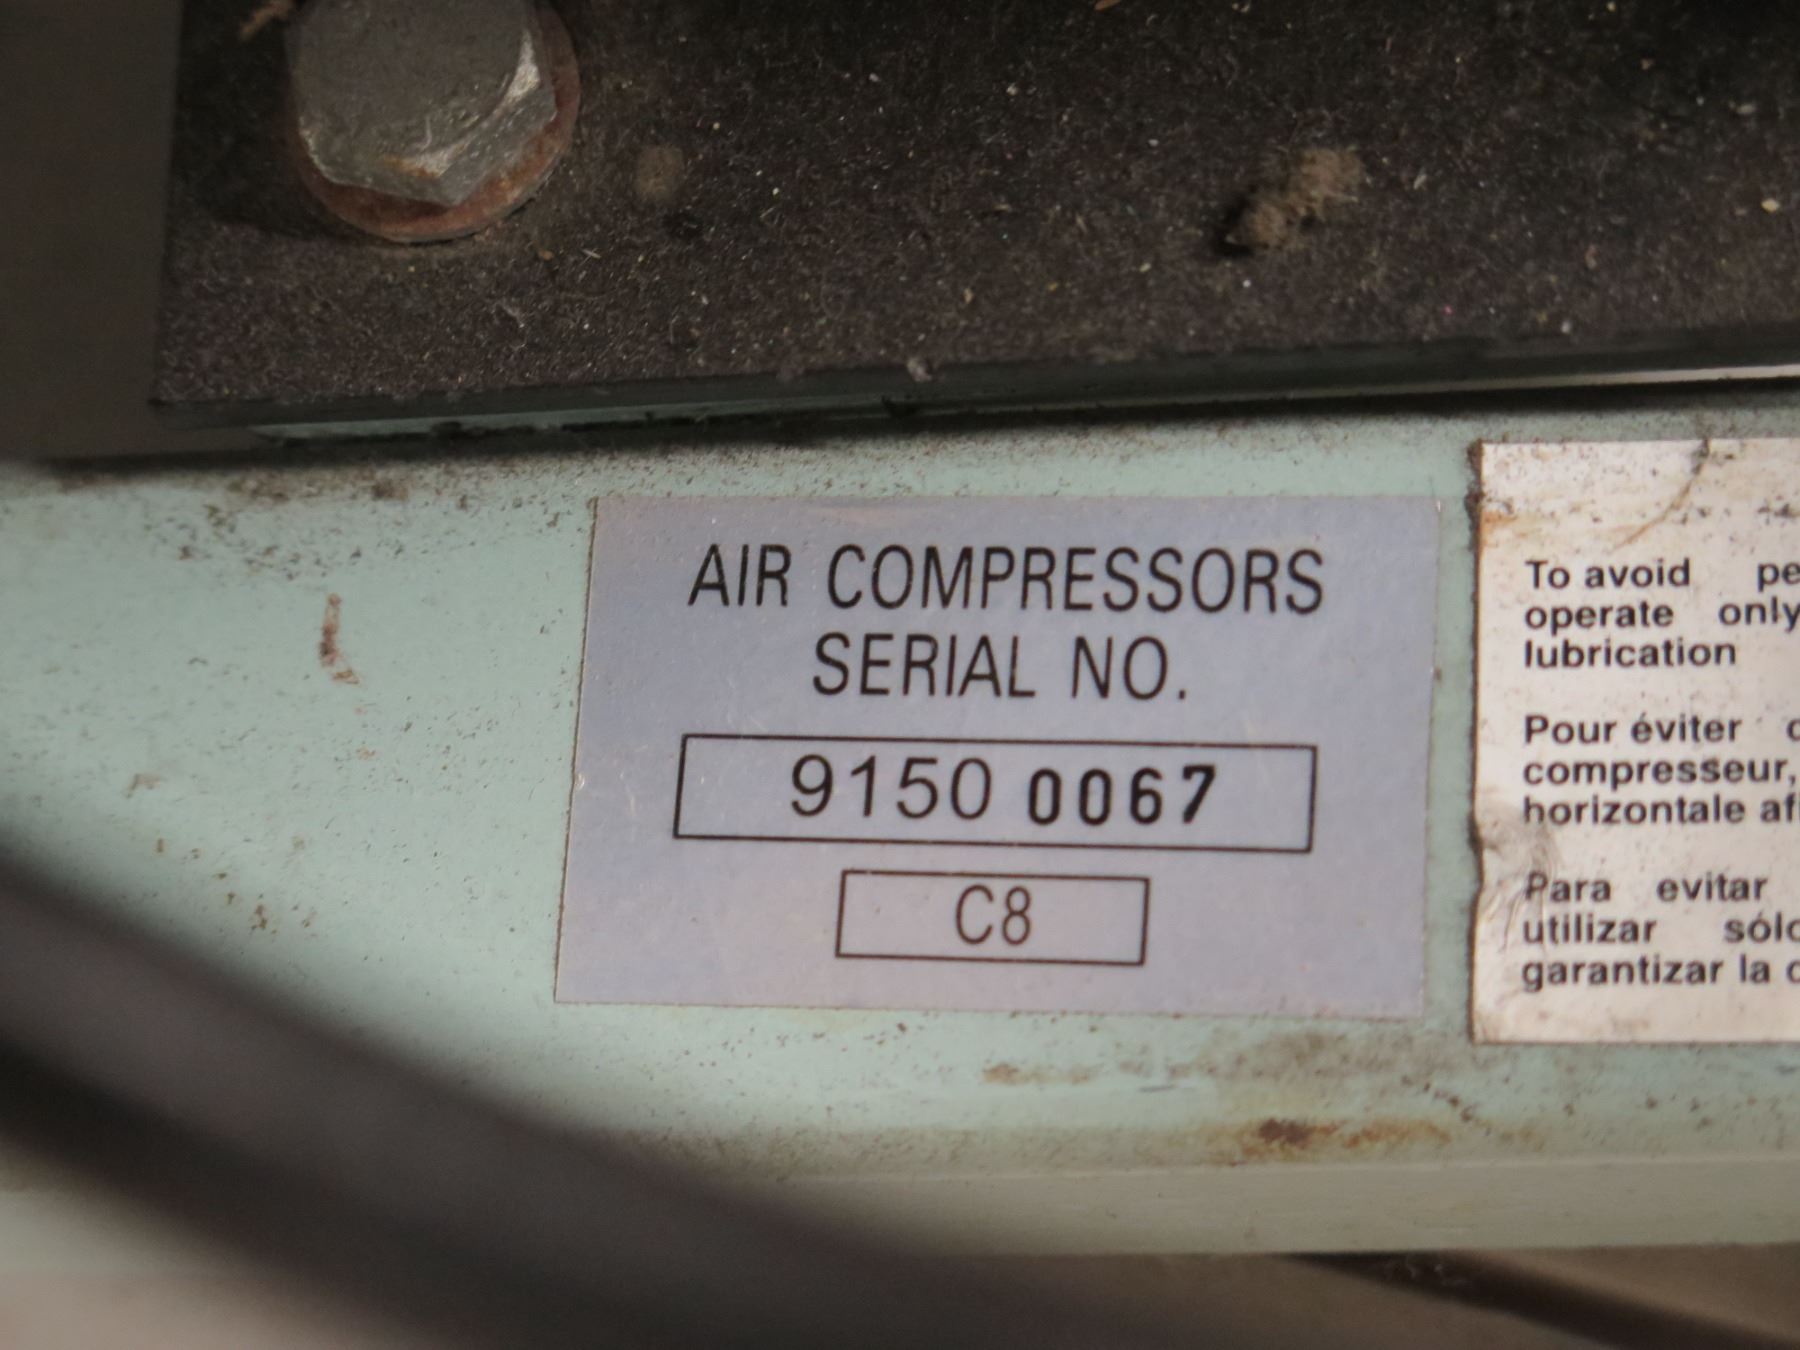 AIR COMPRESSORS
SERIAL NO.
9150 0067
C8
To avoid
operate only
lubrication
Pour éviter
compresseur,
horizontale
Para evitar
utilizar
garantizar la